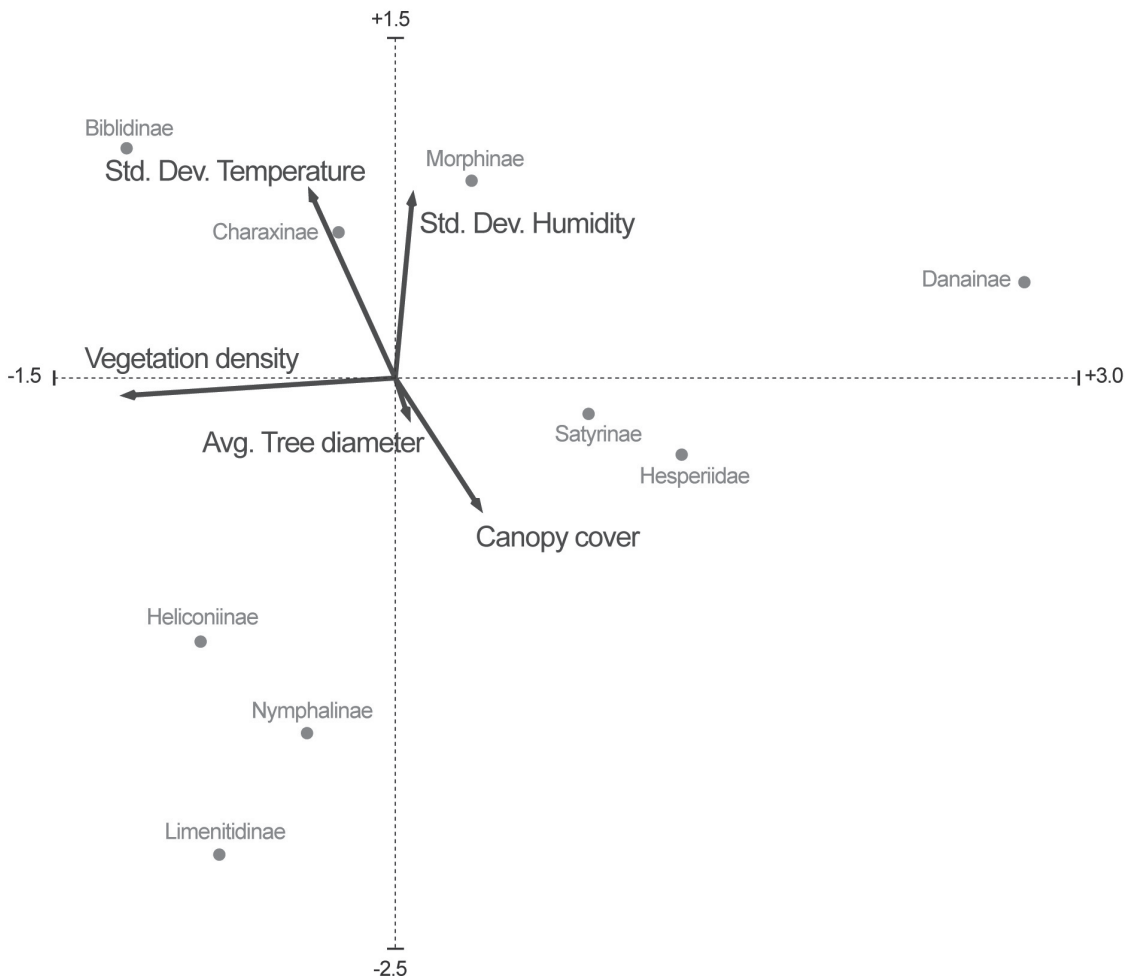 +1.5
Biblidinae
Morphinae
Std. Dev. Temperature
Std. Dev. Humidity
Charaxinae
Danainae
Vegetation density
-1.5
+3.0
Avg. Tree diameter
Satyrinae
Hesperiidae
Canopy cover
Heliconiinae
Nymphalinae
Limenitidinae
-2.5